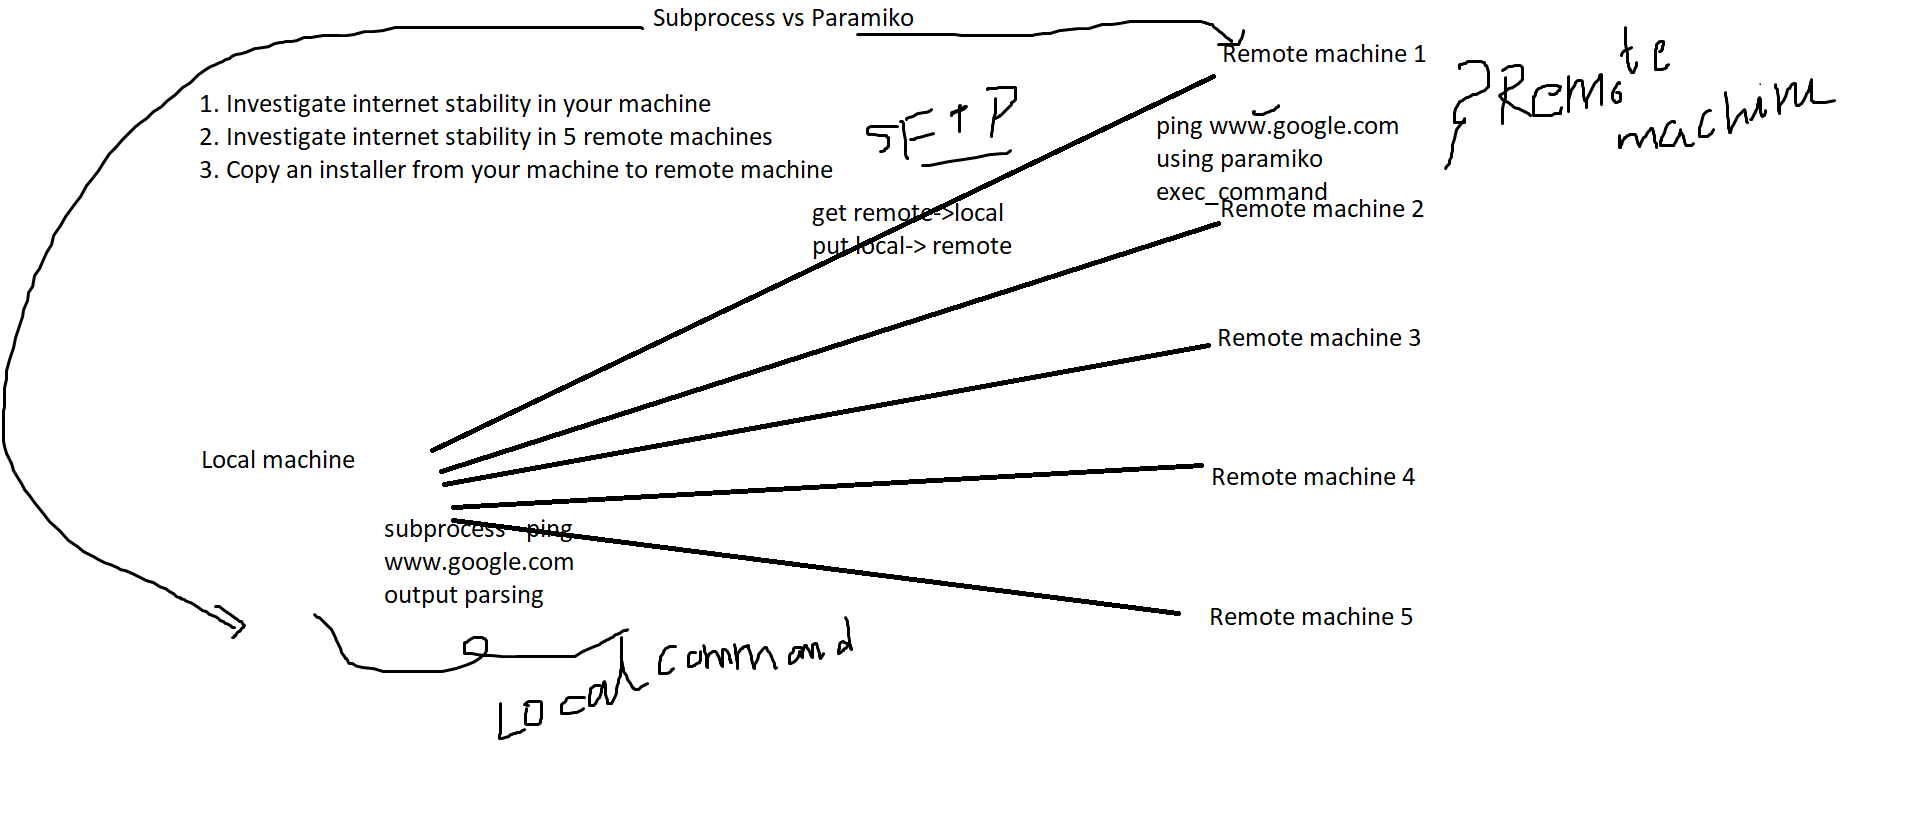 Subprocess vs Paramiko
1. Investigate internet stability in your machine
2. Investigate internet stability in 5 remote machines
3. Copy an installer from your machine to remote machine
SFTP
get remote->local
put local-> remote
Remote machine 1
ping www.google.com
using paramiko
exec_command
Remote machine
Remote machine 2
Remote machine 3
Remote machine 4
Remote machine 5
Local machine
subprocess - ping
www.google.com
output parsing
Local command